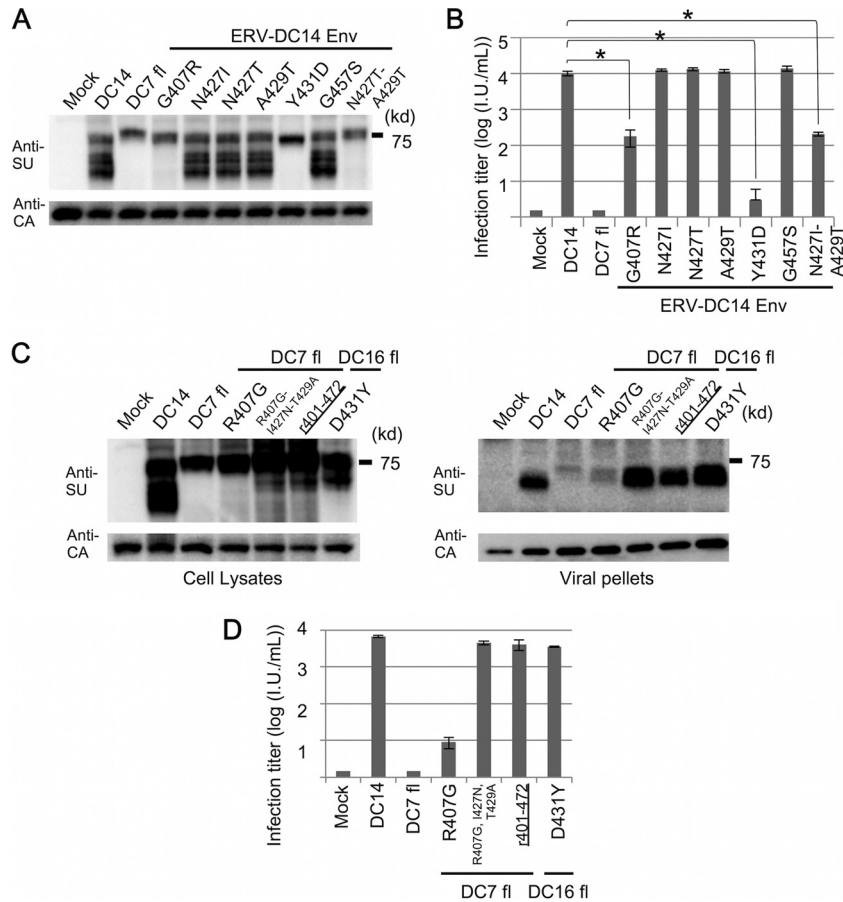 A
ERV-DC14 Env
Mock
DC14
DC7 fl
G407R
N427I
N427T
A429T
Y431D
G457S
N427T-
A429T
(kd)
75
Anti-
SU
Anti-
CA
B
Infection titer (log (I.U./mL))
5
4
3
2
1
*
*
*
Mock
DC14
DC7 fl
G407R
N427I
N427T
A429T
Y431D
G457S
N427I-
A429T
ERV-DC14 Env
C
DC7 fl
DC16 fl
Mock
DC14
DC7 fl
R407G
R407G-
I427N-T429A
r401-472
D431Y
(kd)
75
Anti-
SU
Anti-
CA
Cell Lysates
DC7 fl
DC16 fl
Mock
DC14
DC7 fl
R407G
R407G-
I427N-T429A
r401-472
D431Y
(kd)
75
Anti-
SU
Anti-
CA
Viral pellets
D
Infection titer (log (I.U./mL))
4
3
2
1
Mock
DC14
DC7 fl
R407G
R407G, I427N,
T429A
r401-472
D431Y
DC7 fl
DC16 fl